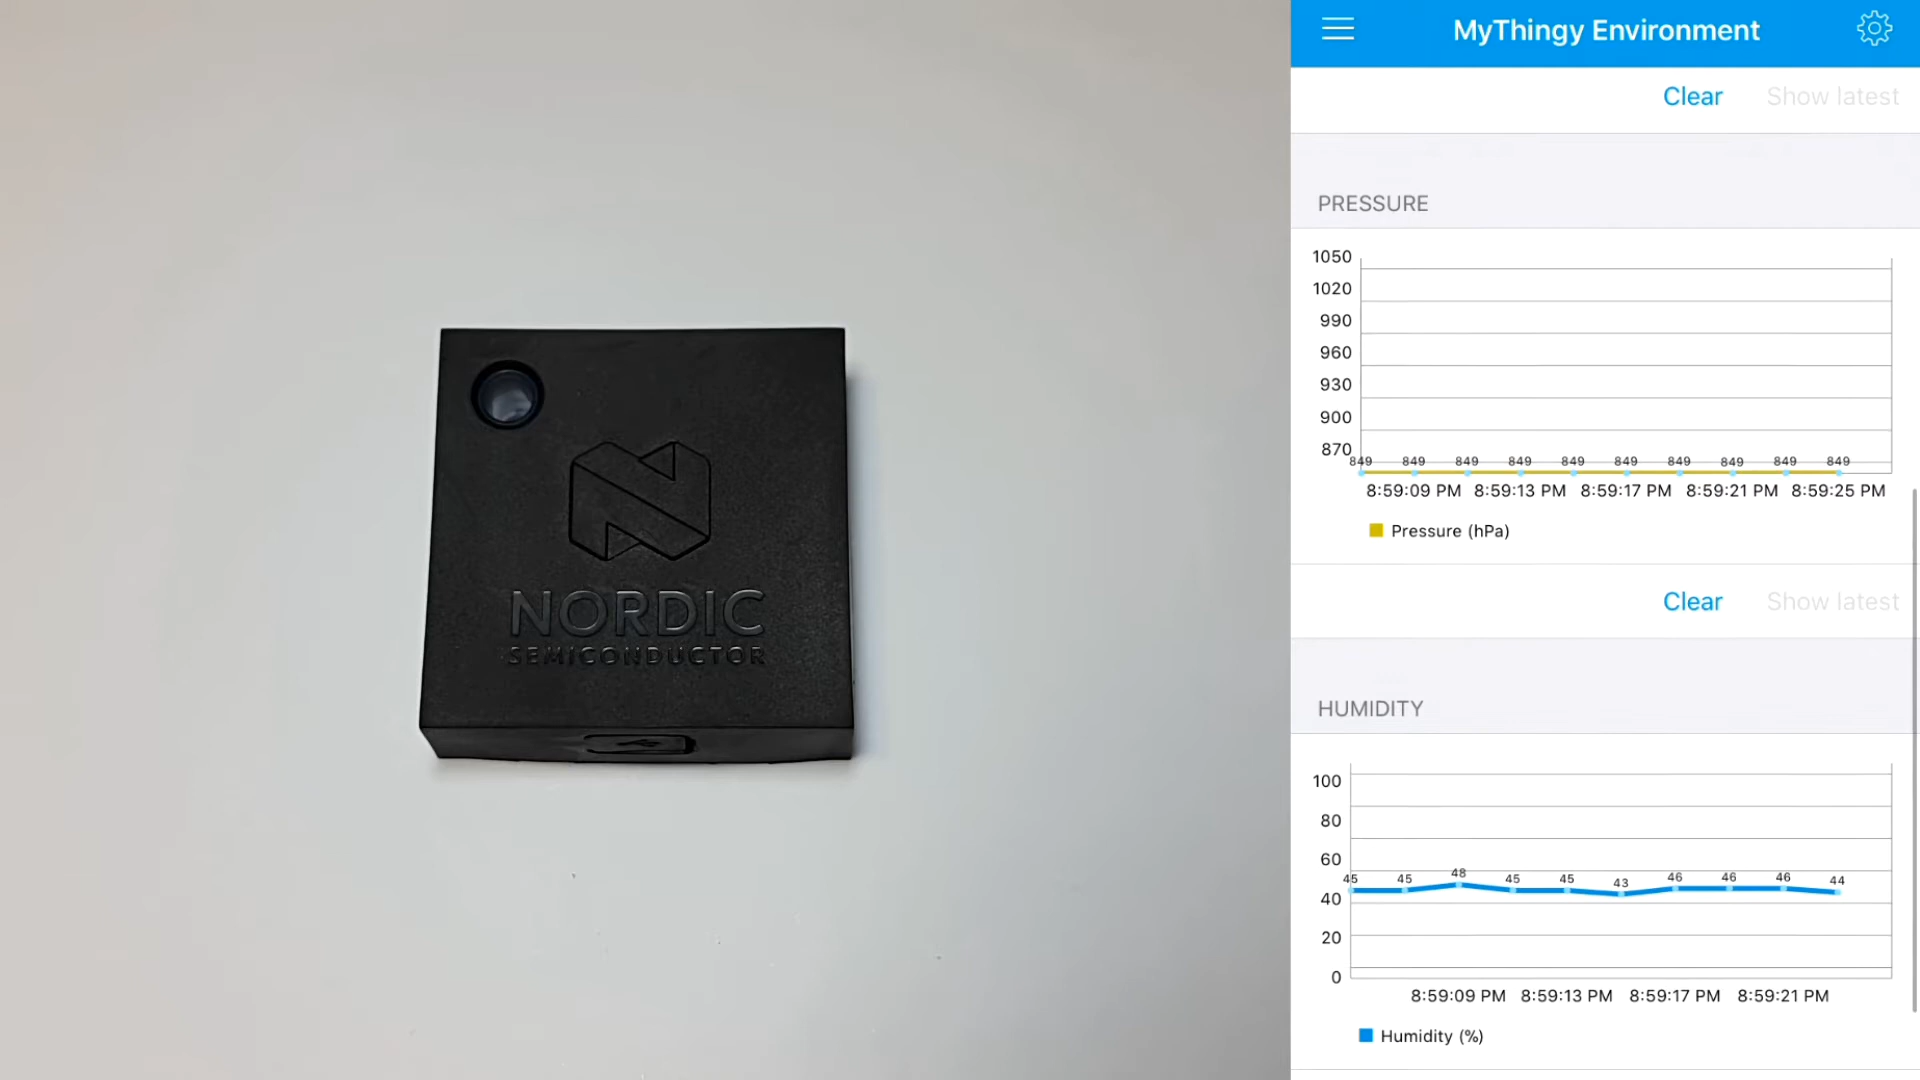 NORDIC
SEMICONDUCTOR
MyThingy Environment
Clear Show latest
PRESSURE
1050
1020
990
960
930
900
870
849 849 849 849 849 849 849 849 849 849
8:59:09 PM 8:59:13 PM 8:59:17 PM 8:59:21 PM 8:59:25 PM
Pressure (hPa)
Clear Show latest
HUMIDITY
100
80
60
45 45 48 45 45 43 46 46 46 44
40
20
0
8:59:09 PM 8:59:13 PM 8:59:17 PM 8:59:21 PM
Humidity (%)